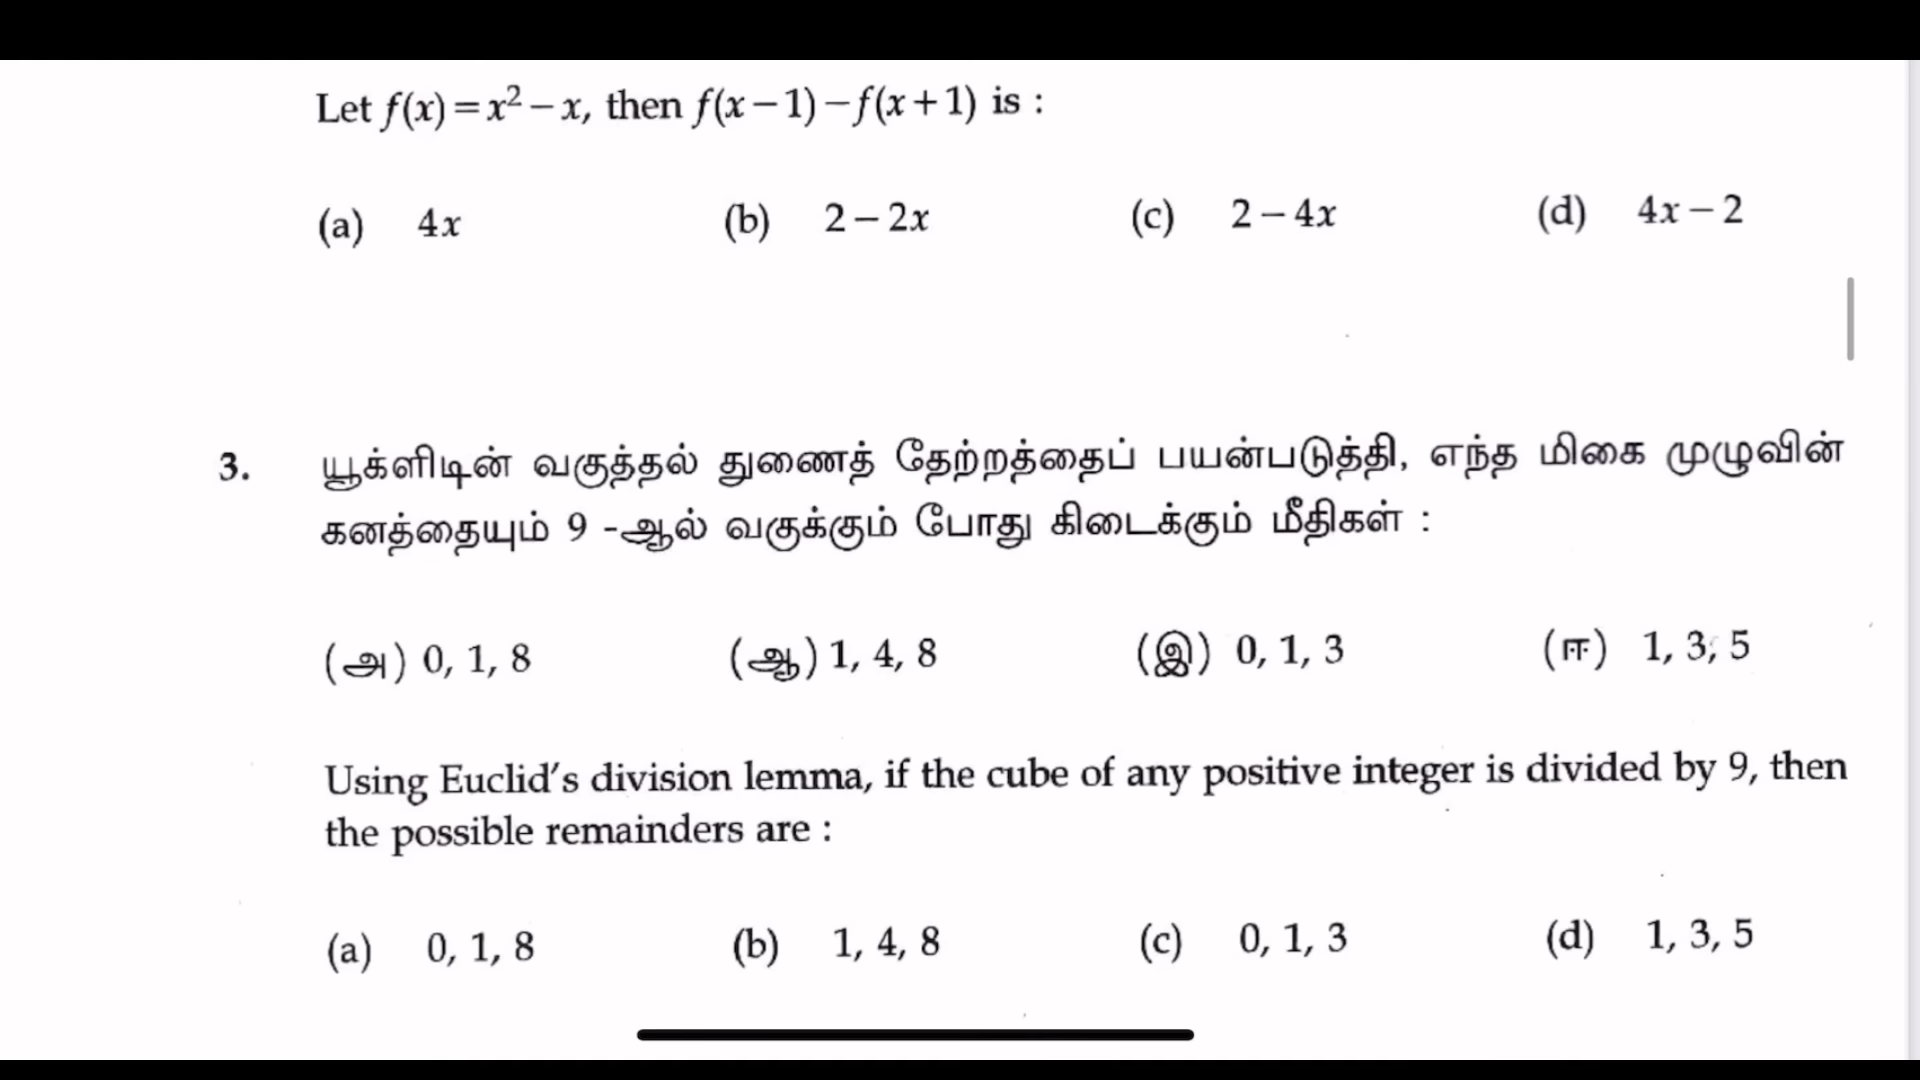 Let f(x) = x² – x, then f(x – 1) – f(x + 1) is :
(a) 4x (b) 2 – 2x (c) 2 – 4x (d) 4x – 2
3. யூக்ளிடின் வகுத்தல் துணைத் தேற்றத்தைப் பயன்படுத்தி, எந்த மிகை முழுவின்
கனத்தையும் 9 -ஆல் வகுக்கும் போது கிடைக்கும் மீதிகள் :
(அ) 0, 1, 8 (ஆ) 1, 4, 8 (இ) 0, 1, 3 (ஈ) 1, 3, 5
Using Euclid's division lemma, if the cube of any positive integer is divided by 9, then
the possible remainders are :
(a) 0, 1, 8 (b) 1, 4, 8 (c) 0, 1, 3 (d) 1, 3, 5